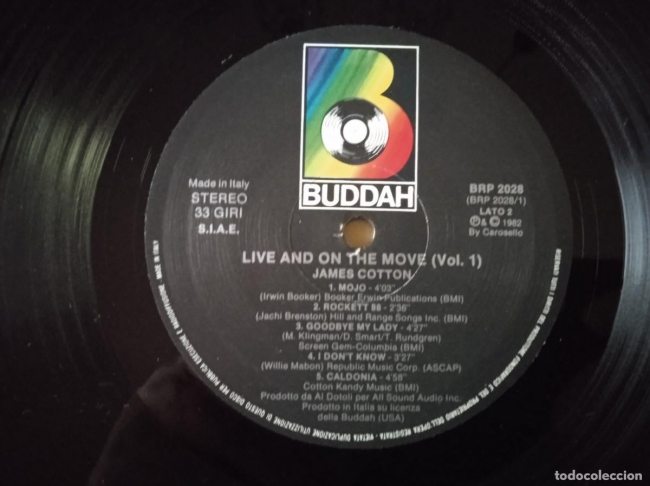 BUDDAH
Made in Italy
STEREO
33 GIRI
S.I.A.E.
BRP 2028
(BRP 2028/1)
LATO 2
℗ & © 1982
By Carosello
LIVE AND ON THE MOVE (Vol. 1)
JAMES COTTON
1. MOJO - 4'03"
(Irwin Booker) Booker Erwin Publications (BMI)
2. ROCKETT 88 - 2'36"
(Jachi Brenston) Hill and Range Songs Inc. (BMI)
3. GOODBYE MY LADY - 4'27"
(M. Klingman/D. Smart/T. Rundgren)
Screen Gem-Columbia (BMI)
4. I DON'T KNOW - 3'27"
(Willie Mabon) Republic Music Corp. (ASCAP)
5. CALDONIA - 4'58"
Cotton Kandy Music (BMI)
Prodotto da Al Dotoli per All Sound Audio Inc.
Prodotto in Italia su licenza
della Buddah (USA)
MADE IN ITALY
todocoleccion